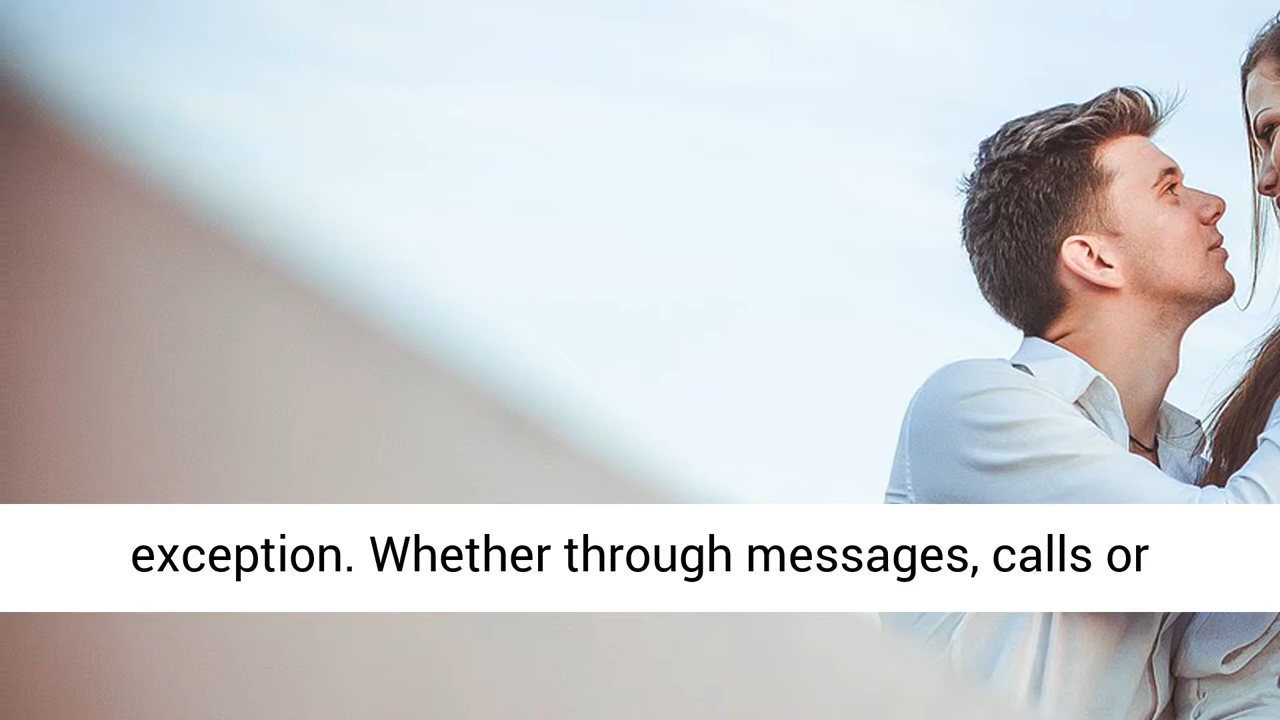 exception. Whether through messages, calls or